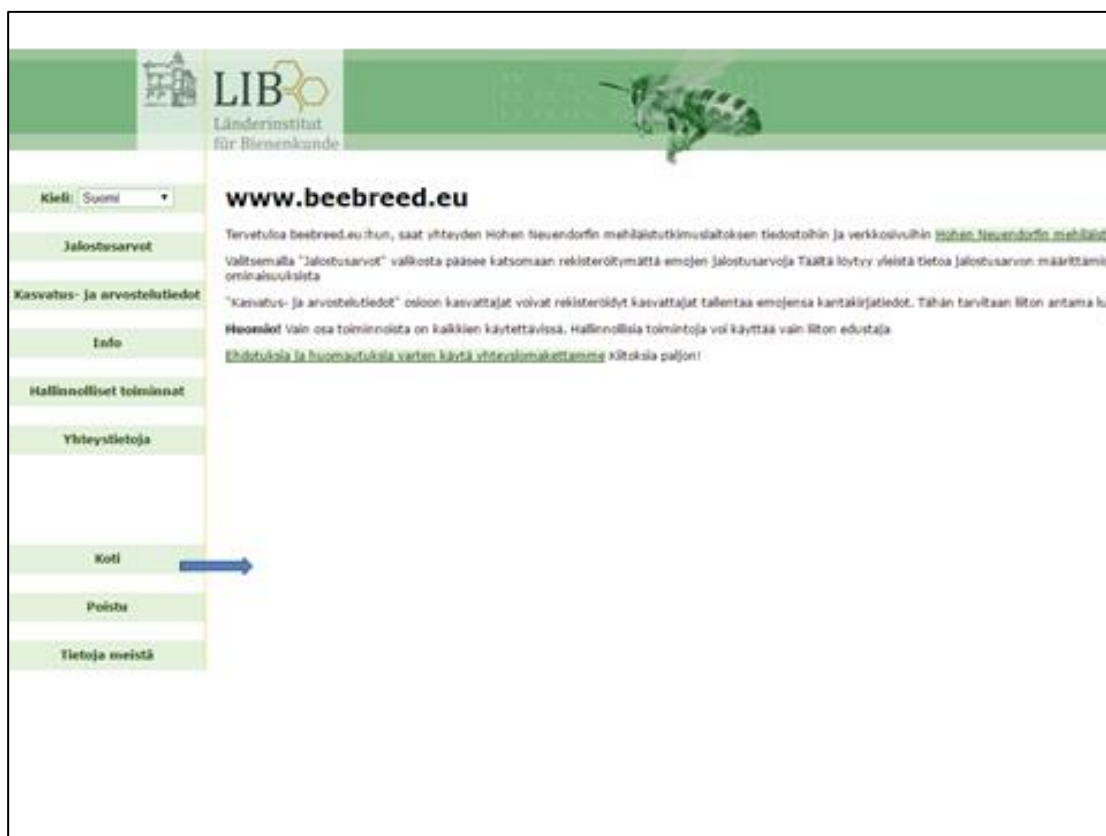 LIB
Länderinstitut
für Bienenkunde
Kieli: Suomi
Jalostusarvot
Kasvatus- ja arvostelutiedot
Info
Hallinnolliset toiminnat
Yhteystietoja
Koti
Poistu
Tietoja meistä
www.beebreed.eu
Tervetuloa beebreed.eu:hun, saat yhteyden Hohen Neuendorfin mehiläistutkimuslaitoksen tiedostoihin ja verkkosivuihin Hohen Neuendorfin mehiläist
Valitsemalla "Jalostusarvot" valikosta pääsee katsomaan rekisteröitymättä emojen jalostusarvoja Täältä löytyy yleistä tietoa jalostusarvon määrittämis
ominaisuuksista
"Kasvatus- ja arvostelutiedot" osioon kasvattajat voivat rekisteröidyt kasvattajat tallentaa emojensa kantakirjatiedot. Tähän tarvitaan liiton antama lu
Huomio! Vain osa toiminnoista on kaikkien käytettävissä. Hallinnollisia toimintoja voi käyttää vain liiton edustaja
Ehdotuksia ja huomautuksia varten käytä yhteyslomakettamme Kiitoksia paljon!